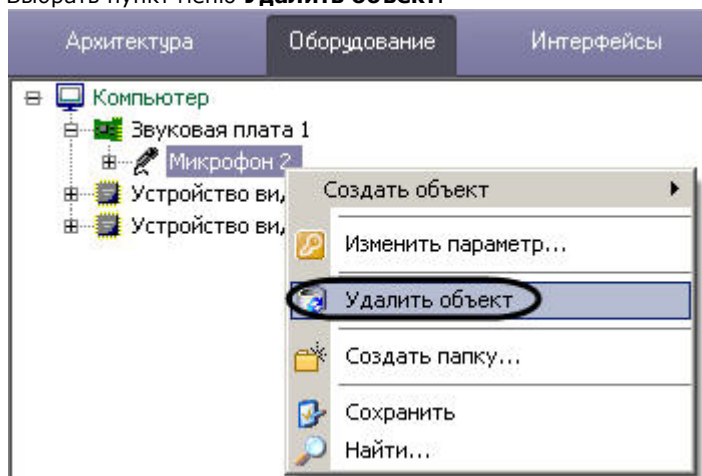 Выбрать пункт меню Удалить объект.
Архитектура Оборудование Интерфейсы
Компьютер
Звуковая плата 1
Микрофон 2
Устройство ви
Устройство ви
Создать объект
Изменить параметр...
Удалить объект
Создать папку...
Сохранить
Найти...